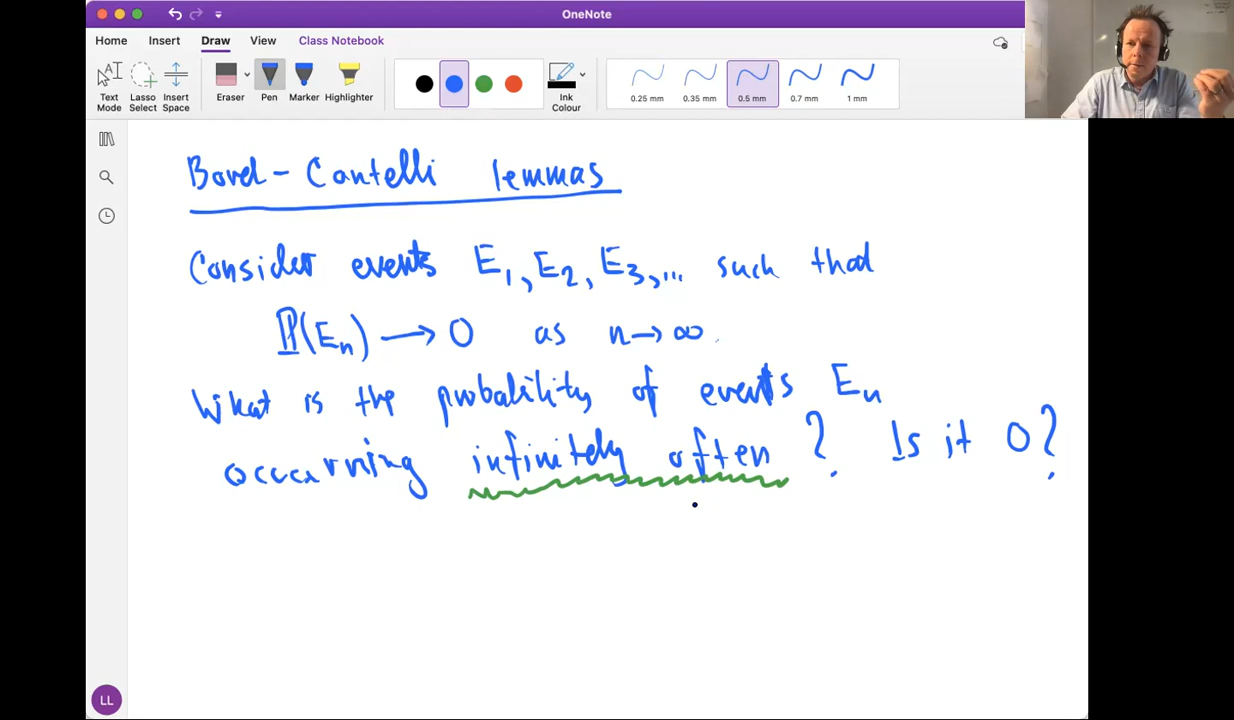 OneNote
Home Insert Draw View Class Notebook
Text Mode
Lasso Select
Insert Space
Eraser
Pen
Marker
Highlighter
Ink Colour
0.25 mm
0.35 mm
0.5 mm
0.7 mm
1 mm
Borel-Cantelli lemmas
Consider events E₁, E₂, E₃, ... such that
ℙ(Eₙ) → 0 as n → ∞
What is the probability of events Eₙ
occurring infinitely often ? Is it 0?
LL